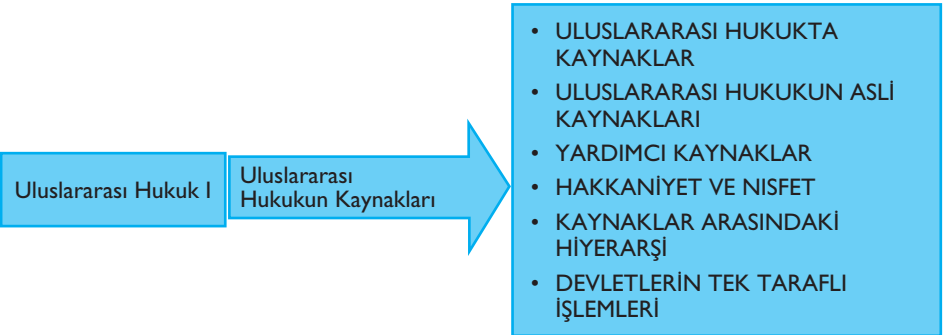 Uluslararası Hukuk I
Uluslararası
Hukukun Kaynakları
• ULUSLARARASI HUKUKTA
KAYNAKLAR
• ULUSLARARASI HUKUKUN ASLİ
KAYNAKLARI
• YARDIMCI KAYNAKLAR
• HAKKANİYET VE NISFET
• KAYNAKLAR ARASINDAKİ
HİYERARŞİ
• DEVLETLERİN TEK TARAFLI
İŞLEMLERİ